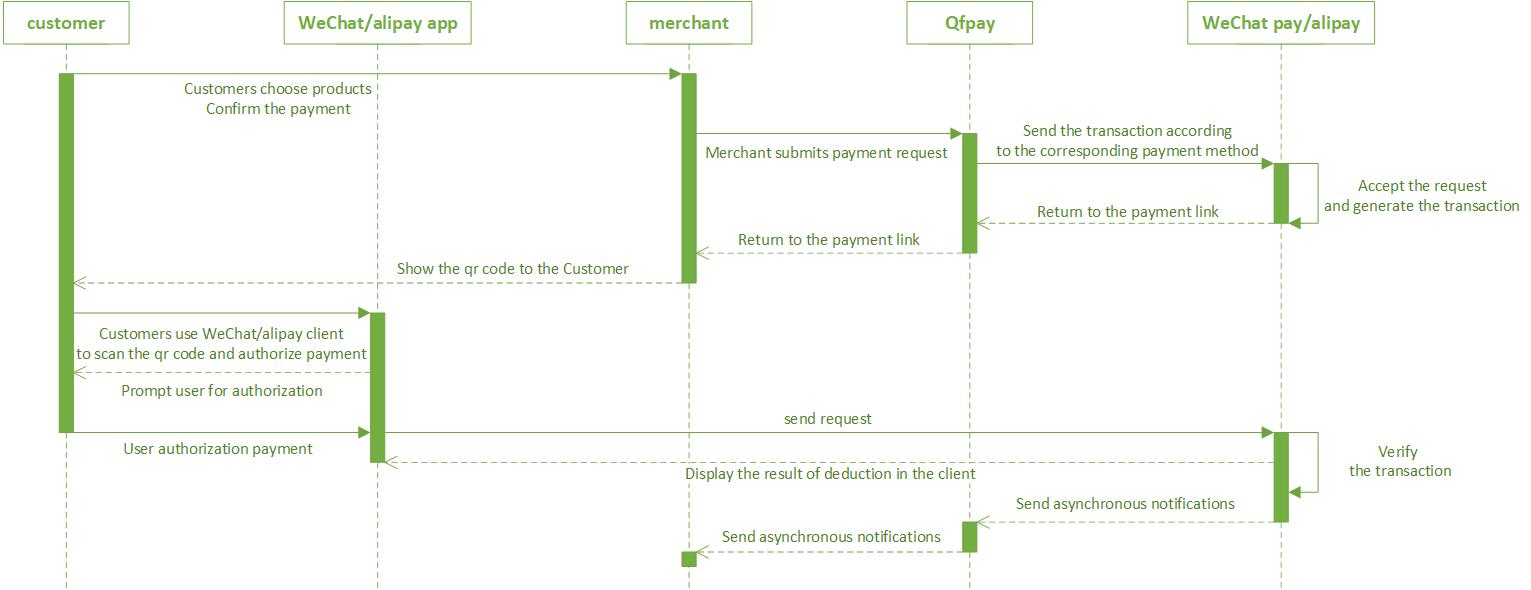 customer
WeChat/alipay app
merchant
Qfpay
WeChat pay/alipay
Customers choose products
Confirm the payment
Merchant submits payment request
Send the transaction according
to the corresponding payment method
Accept the request
and generate the transaction
Return to the payment link
Return to the payment link
Show the qr code to the Customer
Customers use WeChat/alipay client
to scan the qr code and authorize payment
Prompt user for authorization
send request
User authorization payment
Verify
the transaction
Display the result of deduction in the client
Send asynchronous notifications
Send asynchronous notifications